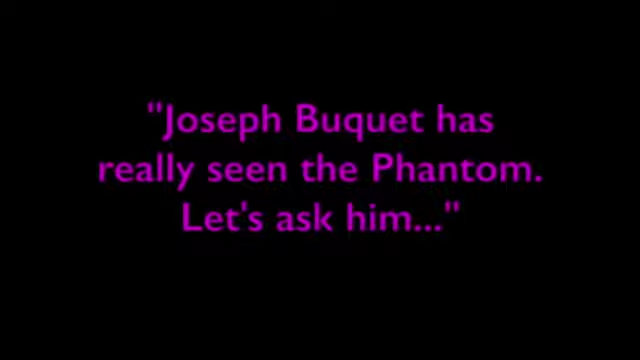 "Joseph Buquet has
really seen the Phantom.
Let's ask him..."